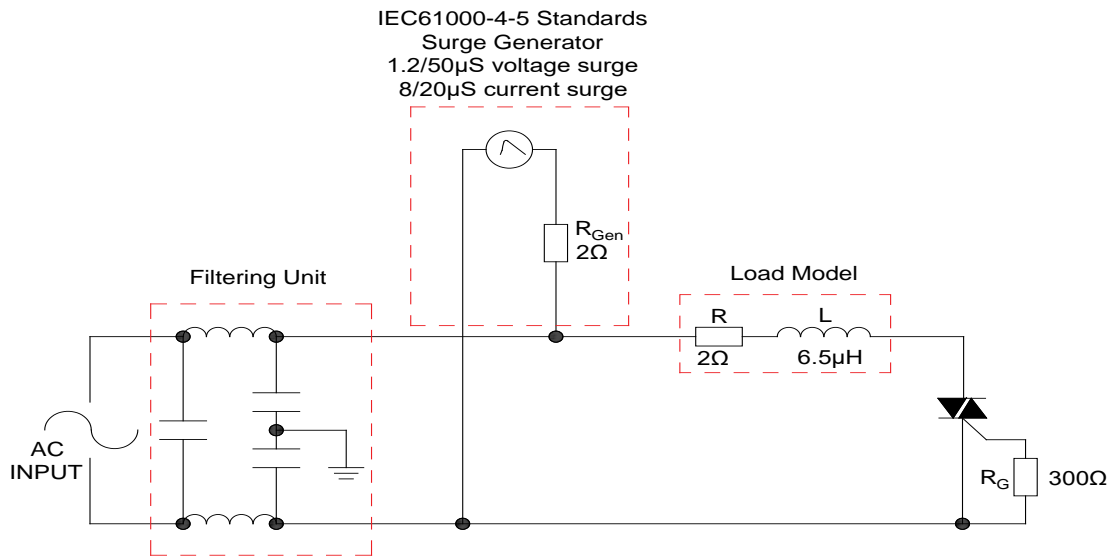 IEC61000-4-5 Standards
Surge Generator
1.2/50µS voltage surge
8/20µS current surge
RGen
2Ω
Filtering Unit
Load Model
R
L
2Ω
6.5µH
AC
INPUT
RG
300Ω